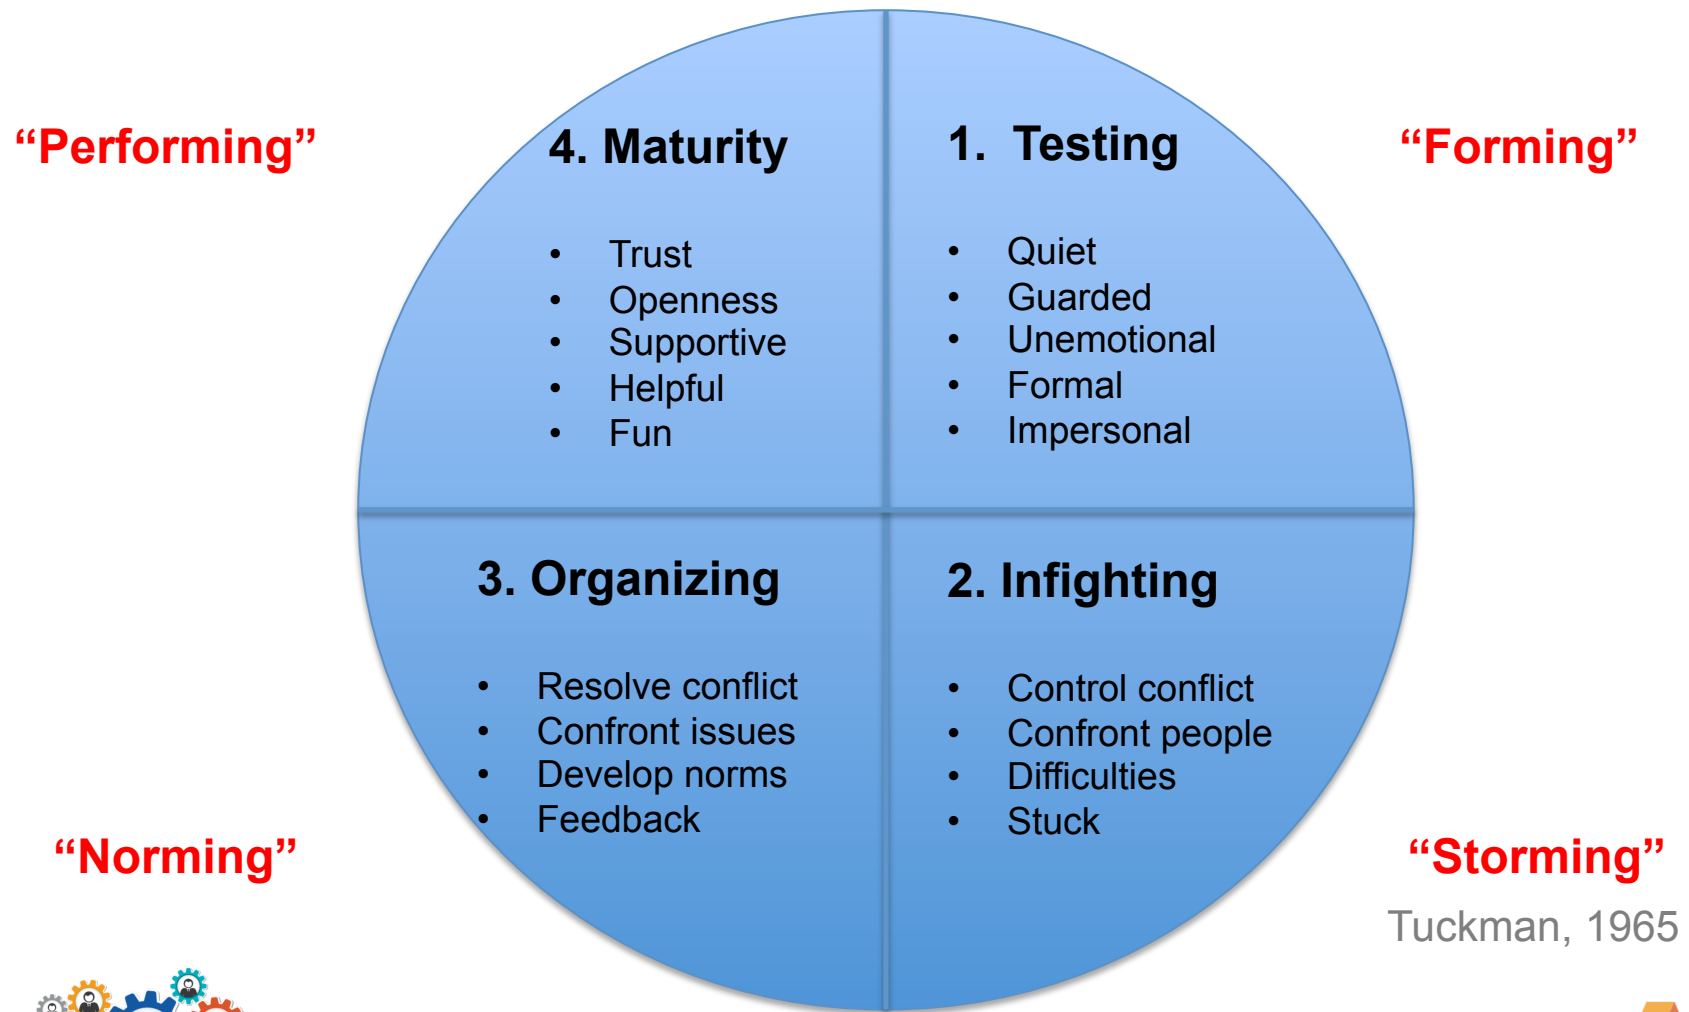 “Forming”
1. Testing
• Quiet
• Guarded
• Unemotional
• Formal
• Impersonal
2. Infighting
• Control conflict
• Confront people
• Difficulties
• Stuck
“Storming”
Tuckman, 1965
3. Organizing
• Resolve conflict
• Confront issues
• Develop norms
• Feedback
“Norming”
“Performing”
4. Maturity
• Trust
• Openness
• Supportive
• Helpful
• Fun